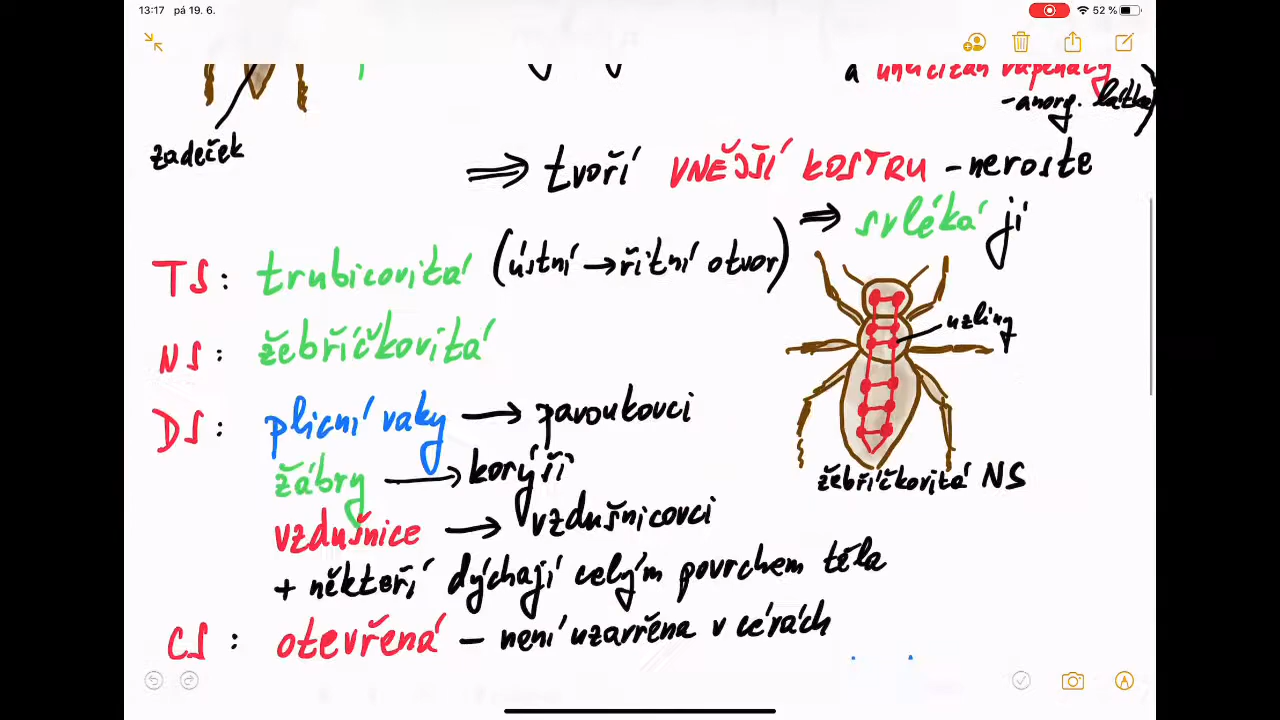 13:17 pá 19. 6.
52 %
a uhličitan vápenatý
- anorg. látky
zadeček
⇒ tvoří VNĚJŠÍ KOSTRU - neroste
⇒ svléká ji
TS: trubicovitá (ústní → řitní otvor)
uzliny
NS: žebříčkovitá
DS: plicní vaky → pavoukovci
žábry → korýši
žebříčkovitá NS
vzdušnice → vzdušnicovci
+ někteří dýchají celým povrchem těla
CS: otevřená - není uzavřena v cévách